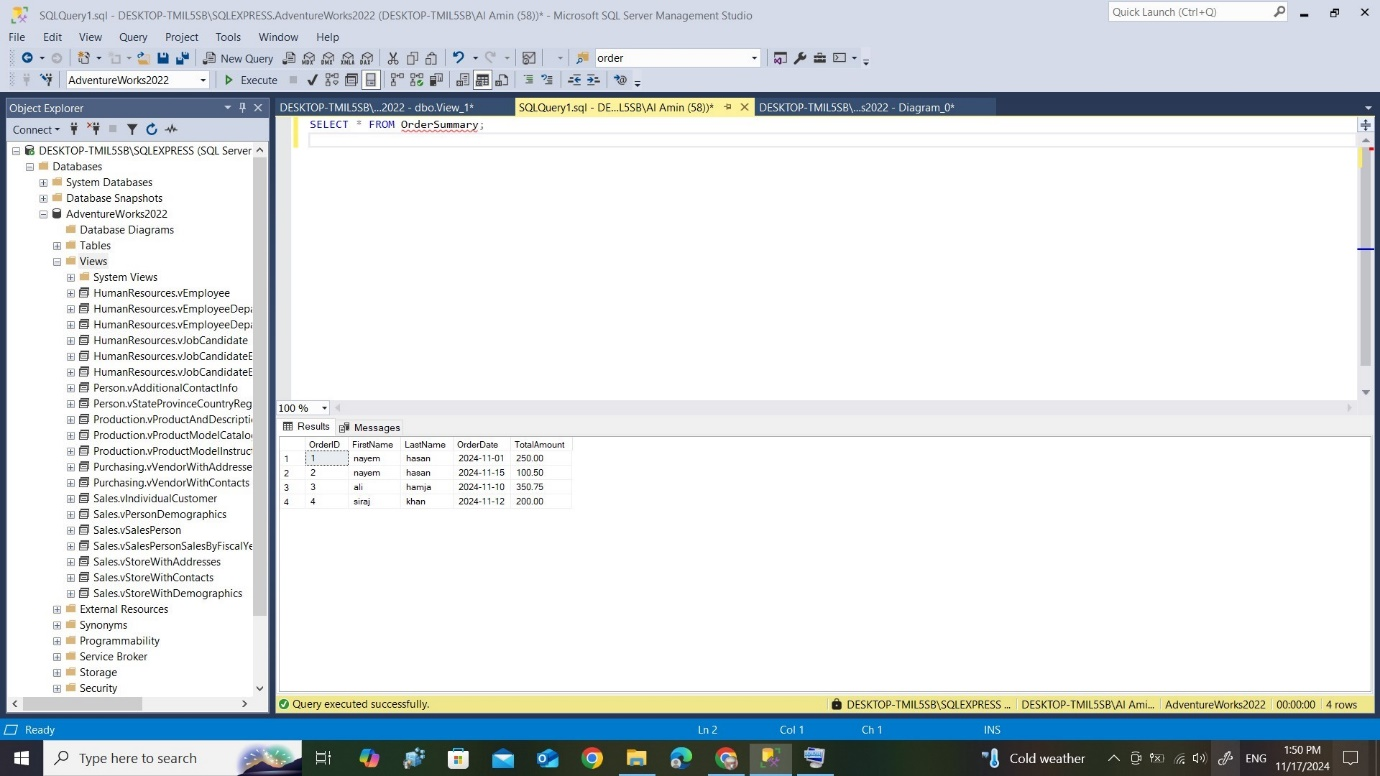 SQLQuery1.sql - DESKTOP-TMIL5SB\SQLEXPRESS.AdventureWorks2022 (DESKTOP-TMIL5SB\Al Amin (58))* - Microsoft SQL Server Management Studio
Quick Launch (Ctrl+Q)
File Edit View Query Project Tools Window Help
New Query
order
AdventureWorks2022
Execute
Object Explorer
DESKTOP-TMIL5SB\...2022 - dbo.View_1*
SQLQuery1.sql - DE...L5SB\Al Amin (58))*
DESKTOP-TMIL5SB\...s2022 - Diagram_0*
Connect
SELECT * FROM OrderSummary;
DESKTOP-TMIL5SB\SQLEXPRESS (SQL Server
Databases
System Databases
Database Snapshots
AdventureWorks2022
Database Diagrams
Tables
Views
System Views
HumanResources.vEmployee
HumanResources.vEmployeeDepa
HumanResources.vEmployeeDepa
HumanResources.vJobCandidate
HumanResources.vJobCandidateE
HumanResources.vJobCandidateE
Person.vAdditionalContactInfo
Person.vStateProvinceCountryReg
Production.vProductAndDescripti
Production.vProductModelCatalo
Production.vProductModelInstruc
Purchasing.vVendorWithAddresse
Purchasing.vVendorWithContacts
Sales.vIndividualCustomer
Sales.vPersonDemographics
Sales.vSalesPerson
Sales.vSalesPersonSalesByFiscalYe
Sales.vStoreWithAddresses
Sales.vStoreWithContacts
Sales.vStoreWithDemographics
External Resources
Synonyms
Programmability
Service Broker
Storage
Security
100 %
Results Messages
OrderID FirstName LastName OrderDate TotalAmount
1 1 nayem hasan 2024-11-01 250.00
2 2 nayem hasan 2024-11-15 100.50
3 3 ali hamja 2024-11-10 350.75
4 4 siraj khan 2024-11-12 200.00
Query executed successfully.
DESKTOP-TMIL5SB\SQLEXPRESS ... DESKTOP-TMIL5SB\Al Ami... AdventureWorks2022 00:00:00 4 rows
Ready Ln 2 Col 1 Ch 1 INS
Type here to search
Cold weather
ENG
1:50 PM
11/17/2024